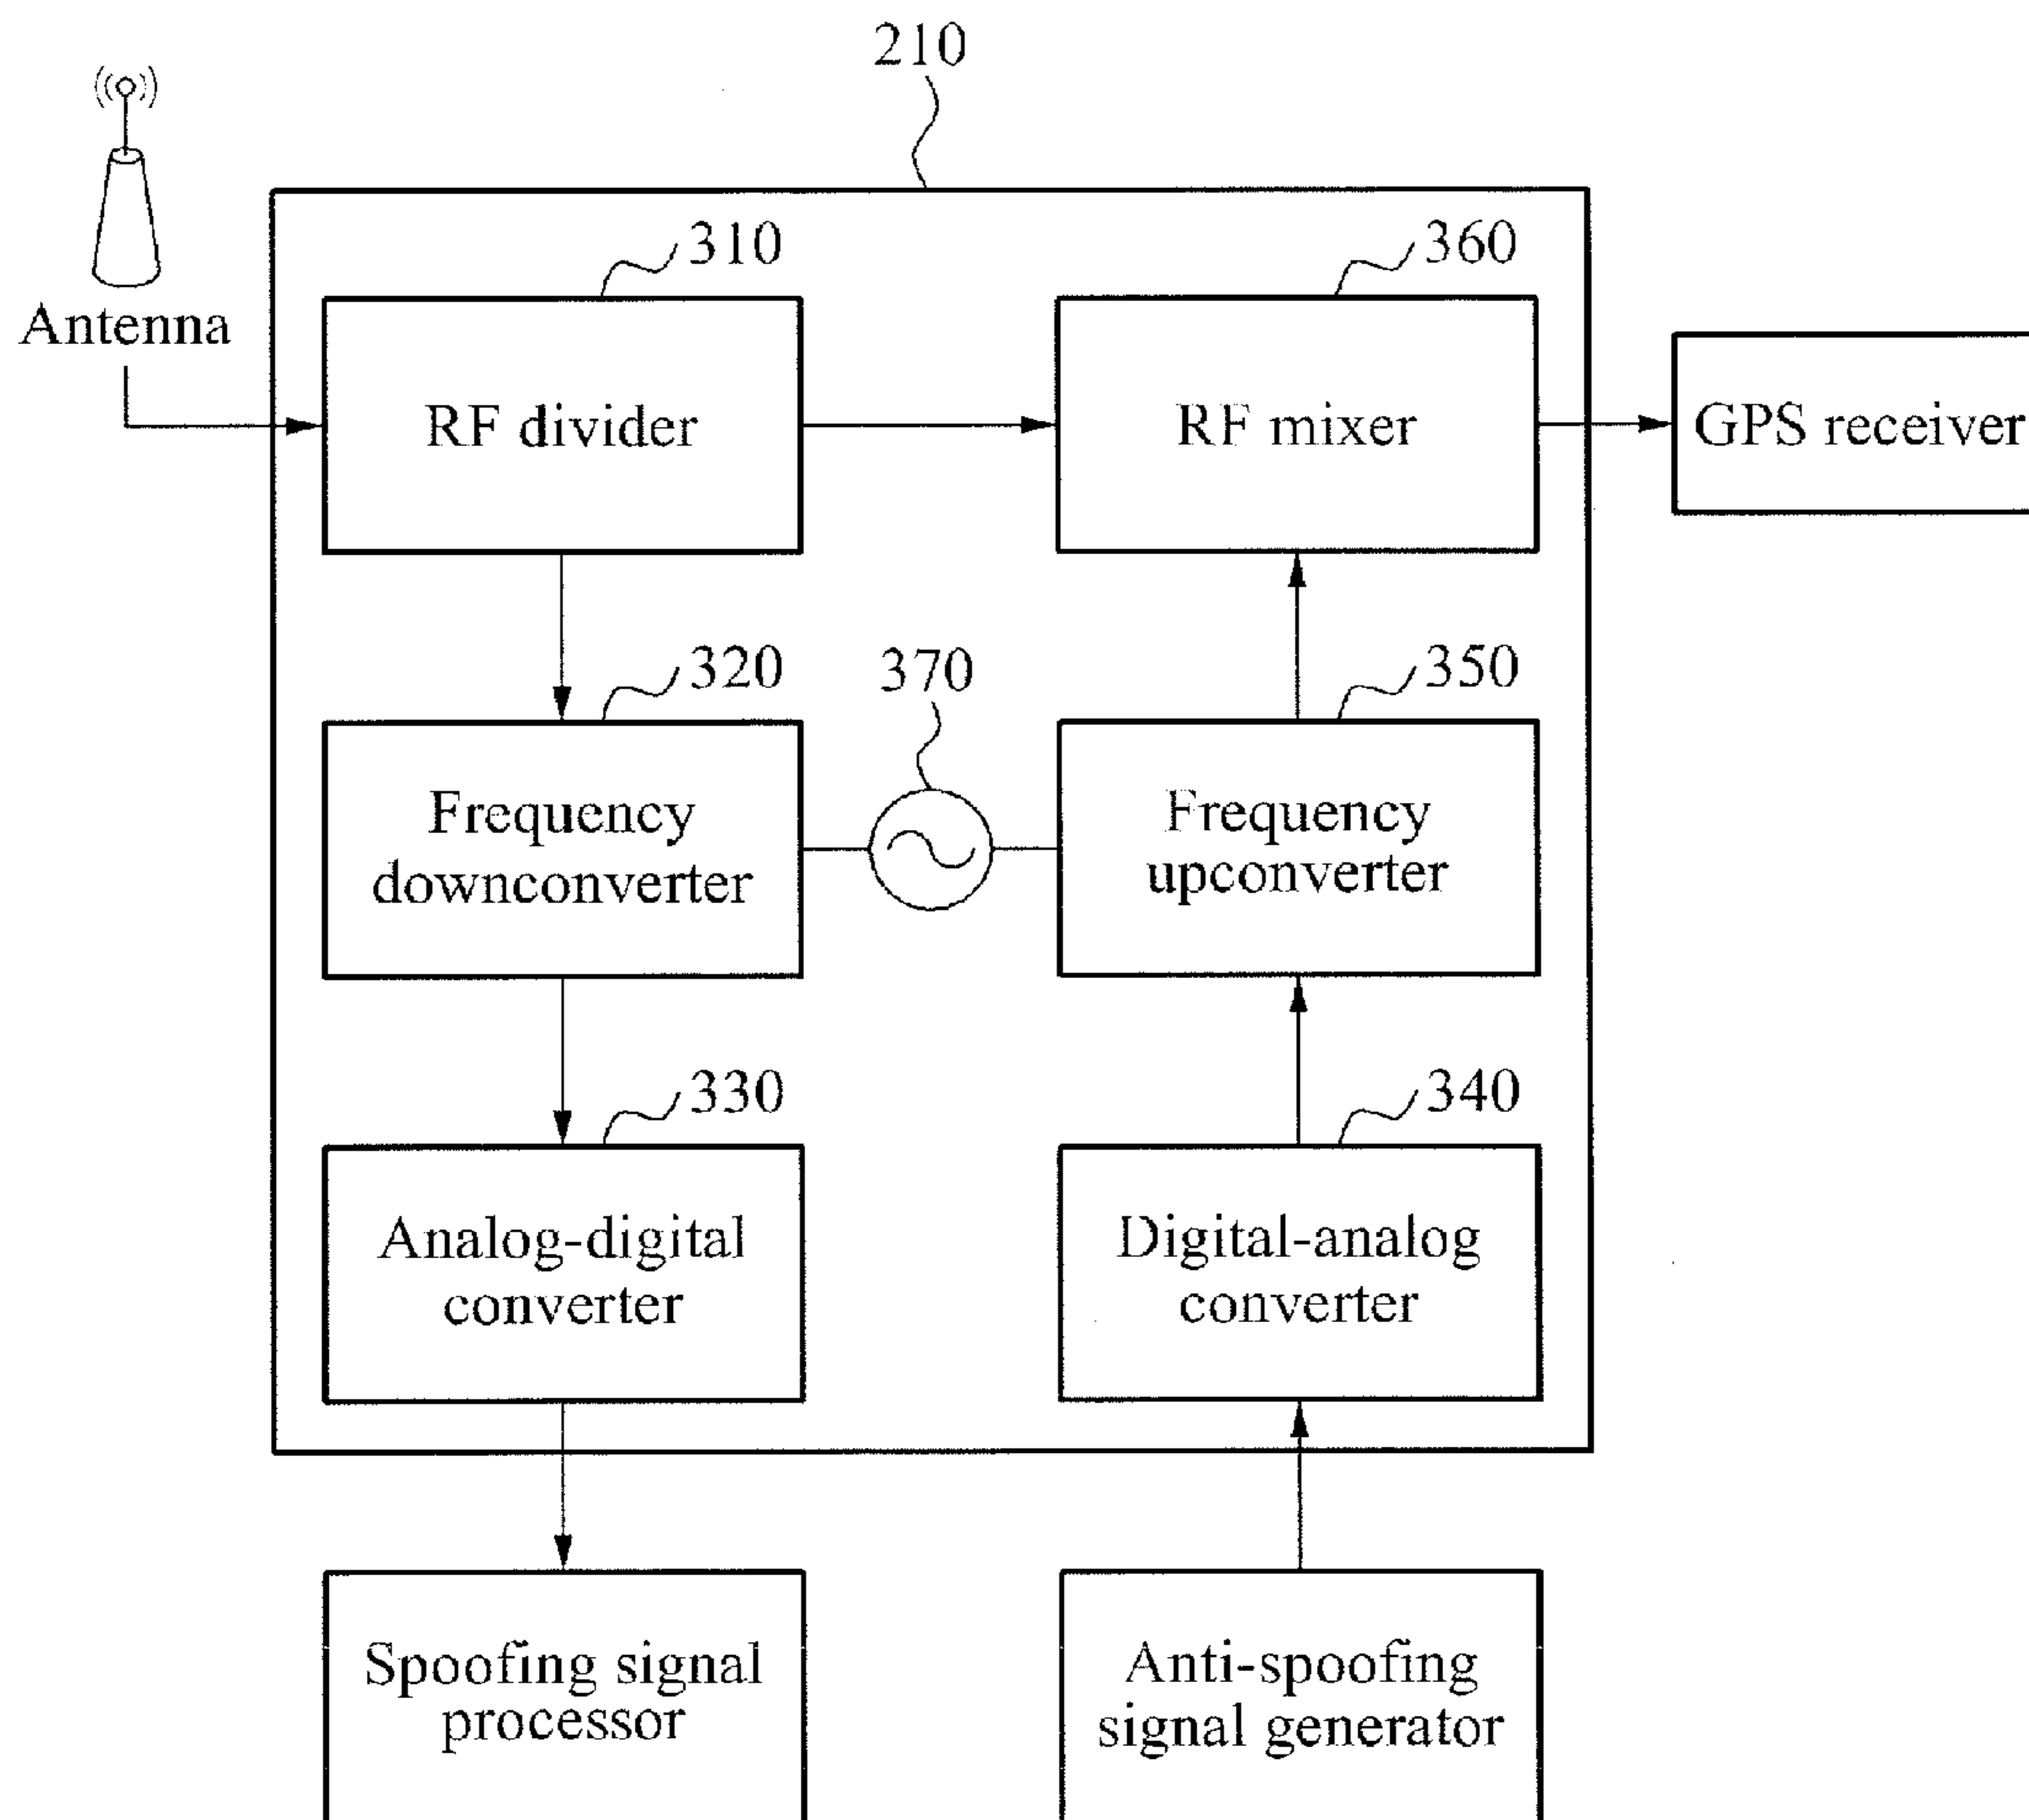 210
310
360
Antenna
RF divider
RF mixer
GPS receiver
320
370
350
Frequency
downconverter
Frequency
upconverter
330
340
Analog-digital
converter
Digital-analog
converter
Spoofing signal
processor
Anti-spoofing
signal generator